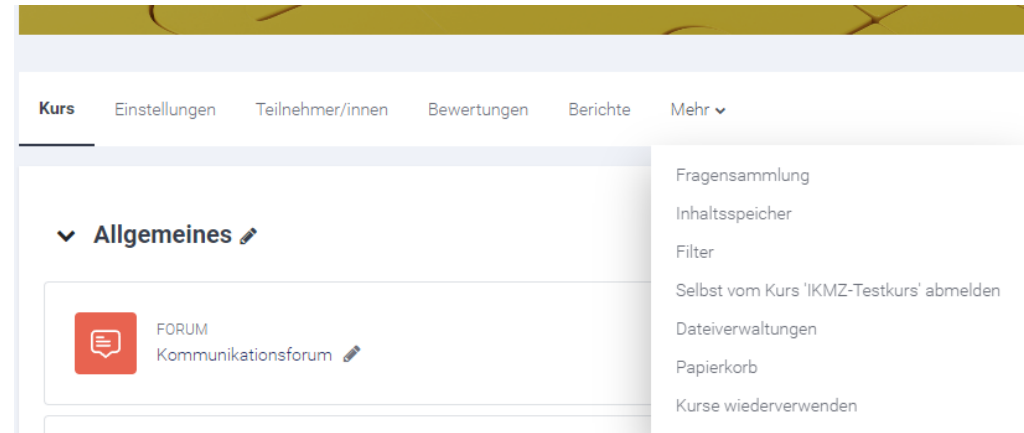 Kurs Einstellungen Teilnehmer/innen Bewertungen Berichte Mehr
Fragensammlung
Inhaltsspeicher
Filter
Selbst vom Kurs 'IKMZ-Testkurs' abmelden
Dateiverwaltungen
Papierkorb
Kurse wiederverwenden
Allgemeines
FORUM
Kommunikationsforum